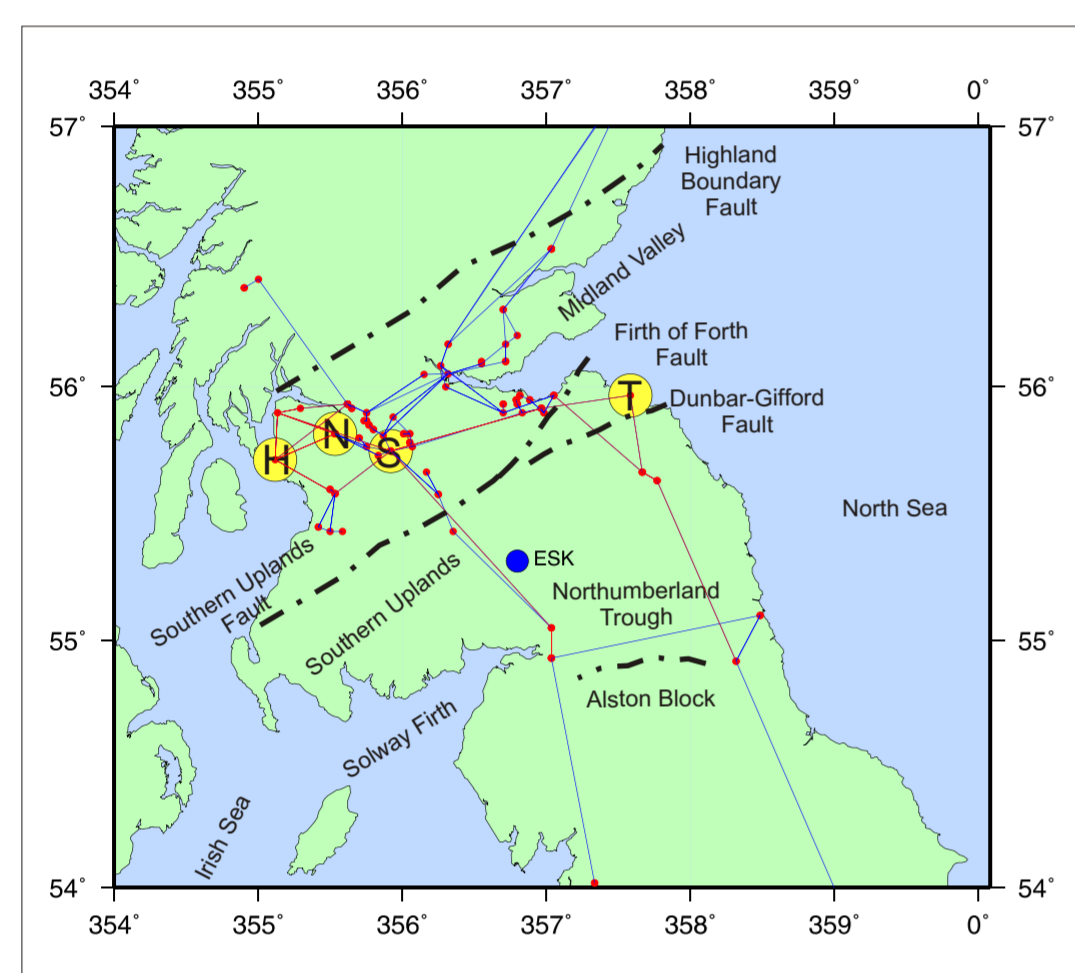 354° 355° 356° 357° 358° 359° 0°
57° 57°
Highland
Boundary
Fault
Midland Valley
Firth of Forth
Fault
56° 56°
T
Dunbar-Gifford
Fault
N
S
H
North Sea
ESK
Southern Uplands
Fault
Southern Uplands
Northumberland
Trough
55° 55°
Alston Block
Solway Firth
Irish Sea
54° 54°
354° 355° 356° 357° 358° 359° 0°